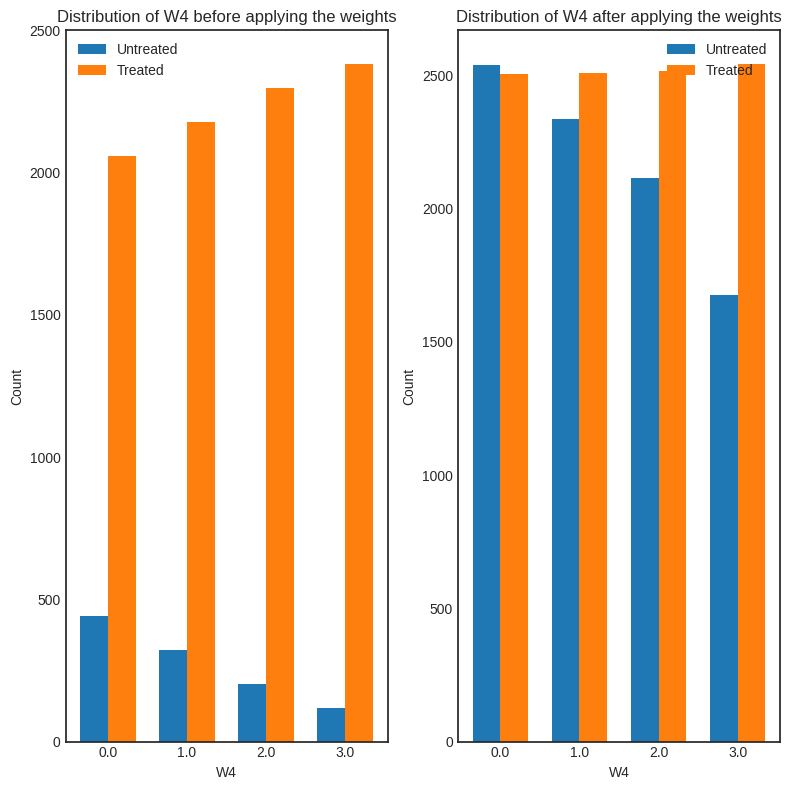 Distribution of W4 before applying the weights
2500
2000
1500
1000
500
0
Count
Untreated
Treated
0.0 1.0 2.0 3.0
W4
Distribution of W4 after applying the weights
2500
2000
1500
1000
500
0
Count
Untreated
Treated
0.0 1.0 2.0 3.0
W4